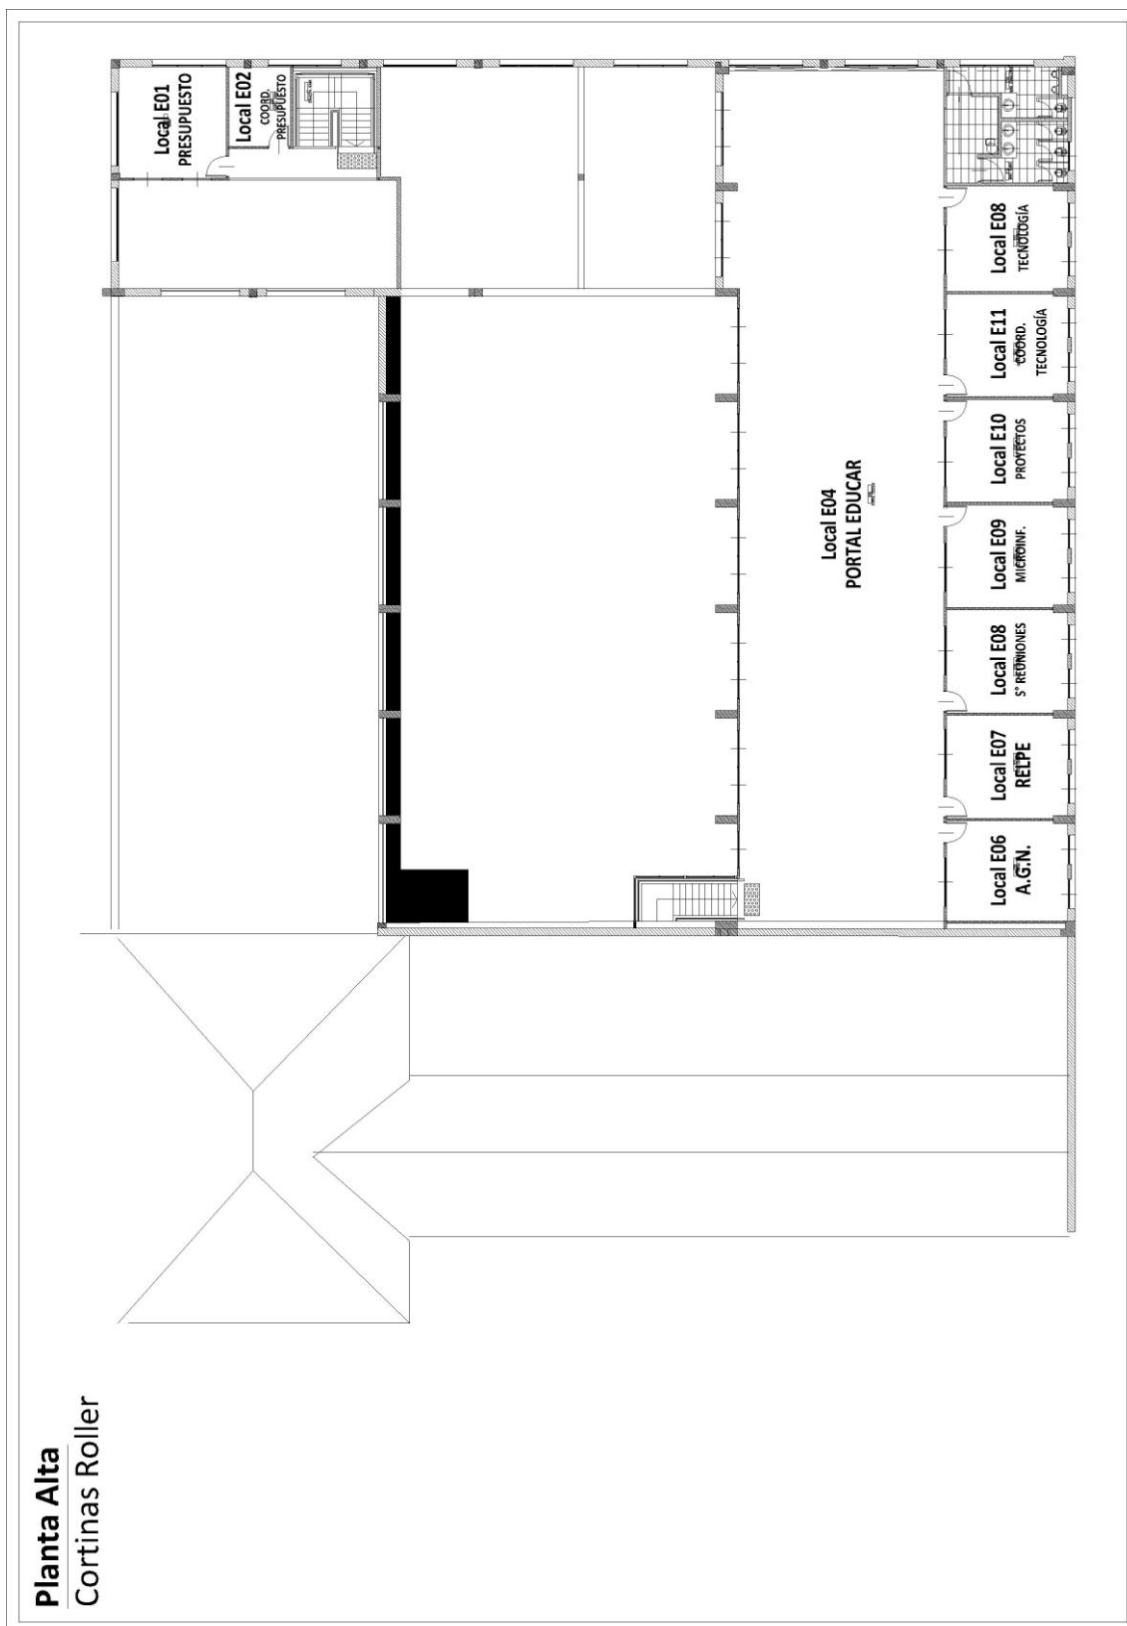 Planta Alta
Cortinas Roller
Local E01
PRESUPUESTO
Local E02
COORD.
PRESUPUESTO
Local E04
PORTAL EDUCAR
Local E06
A.G.N.
Local E07
RELPE
Local E08
S° REUNIONES
Local E09
MICROINF.
Local E10
PROYECTOS
Local E11
COORD.
TECNOLOGÍA
Local E08
TECNOLOGÍA